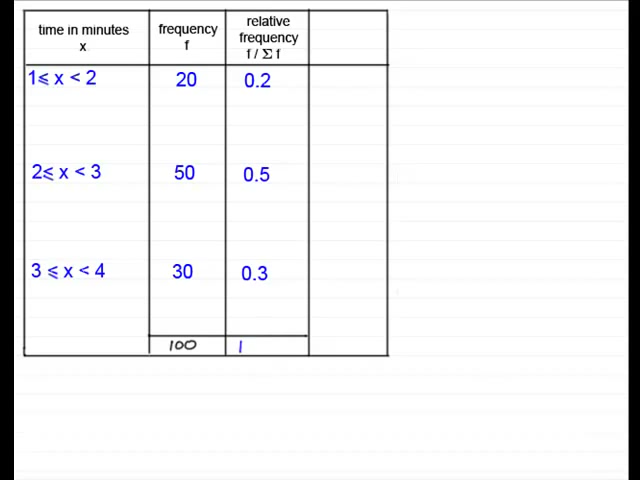 time in minutes
x
frequency
f
relative
frequency
f / Σ f
1⩽ x < 2 20 0.2
2⩽ x < 3 50 0.5
3 ⩽ x < 4 30 0.3
100 1